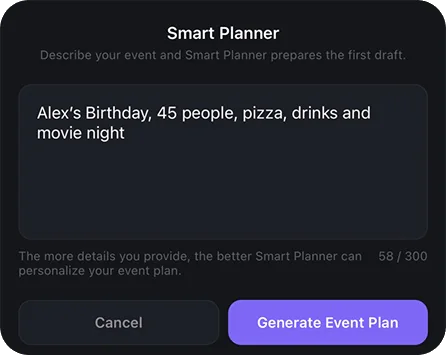 Smart Planner
Describe your event and Smart Planner prepares the first draft.
Alex’s Birthday, 45 people, pizza, drinks and
movie night
The more details you provide, the better Smart Planner can
personalize your event plan.
58 / 300
Cancel
Generate Event Plan